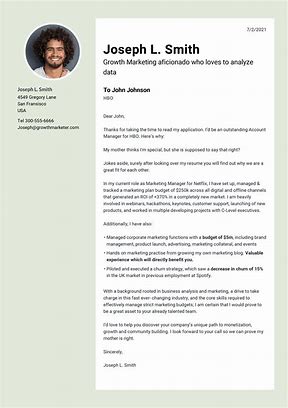 7/2/2021
Joseph L. Smith
Growth Marketing aficionado who loves to analyze
data
Joseph L. Smith
4549 Gregory Lane
San Fransisco
USA
Tel 300-555-6666
Joseph@growthmarketer.com
To John Johnson
HBO
Dear John,
Thanks for taking the time to read my application. I'd be an outstanding Account
Manager for HBO. Here's why:
My mother thinks I'm special, but she is supposed to say that right?
Jokes aside, surely after looking over my resume you will find out why we are a
great fit for each other.
In my current role as Marketing Manager for Netflix, I have set up, managed &
tracked a marketing plan budget of $250k across all digital and offline channels
that generated an ROI of +370% in a completely new market. I am heavily
involved in webinars, hackathons, keynotes, customer support, launching of new
products, and worked in multiple developing projects with C-Level executives.
Additionally, I have also:
• Managed corporate marketing functions with a budget of $5m, including brand
management, product launch, advertising, marketing collateral, and events
• Hands on marketing practise from growing my own marketing blog. Valuable
experience which will directly benefit you.
• Piloted and executed a churn strategy, which saw a decrease in churn of 15%
in the UK market in previous employment at Spotify.
With a background rooted in business analysis and marketing, a drive to take
charge in this fast ever-changing industry, and the core skills required to
effectively manage strict marketing budgets; I am certain that I would prove to
be a great asset to your already talented team.
I'd love to help you discover your company's unique path to monetization,
growth and community building. I look forward to your call so we can prove my
mother is right.
Sincerely,
Joseph L. Smith